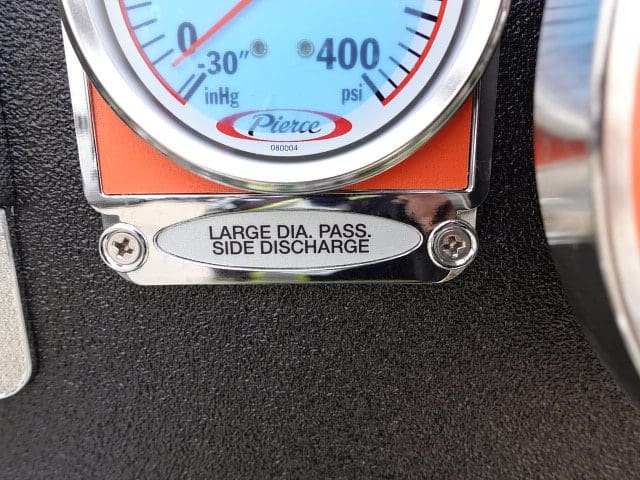 0
-30"
400
inHg
psi
Pierce
080004
LARGE DIA. PASS.
SIDE DISCHARGE